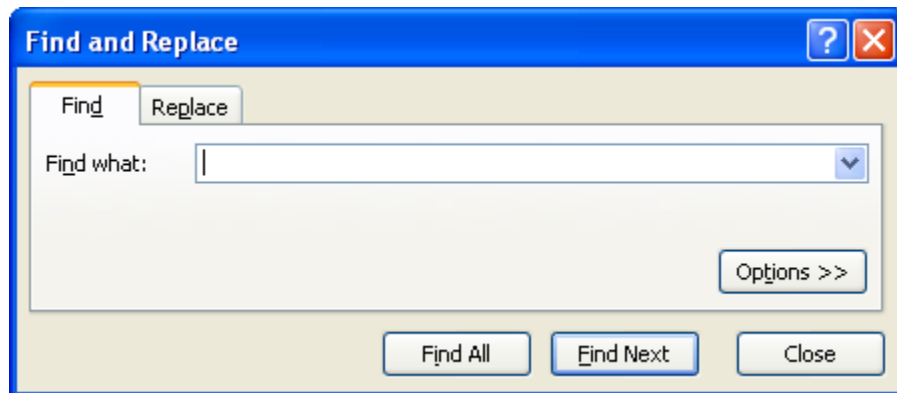 Find and Replace
Find Replace
Find what:
Options >>
Find All Find Next Close